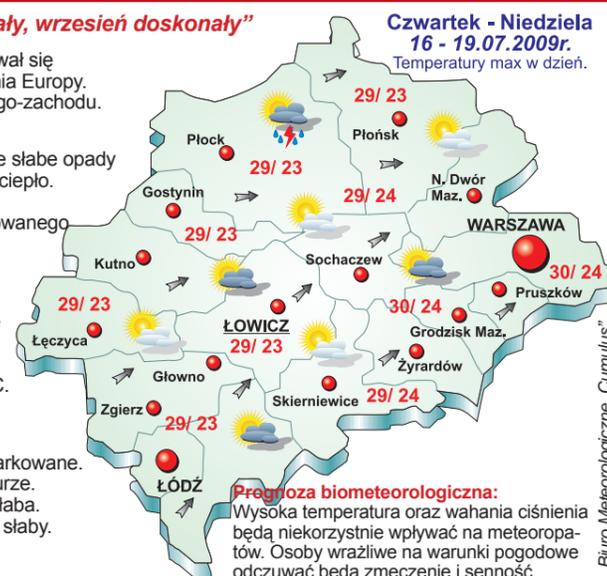 ały, wrzesień doskonały”
wał się
nia Europy.
go-zachodu.
e słabe opady
ciepło.
owanego
C.
arkowane.
urze.
łaba.
słaby.
Czwartek - Niedziela
16 - 19.07.2009r.
Temperatury max w dzień.
29/ 23
Płońsk
Płock
29/ 23
N. Dwór
Maz.
Gostynin
29/ 24
29/ 23
WARSZAWA
Kutno
Sochaczew
30/ 24
Pruszków
29/ 23
30/ 24
Łęczyca
ŁOWICZ
29/ 23
Grodzisk Maz.
Żyrardów
Głowno
Skierniewice
29/ 24
Zgierz
29/ 23
ŁÓDŹ
Prognoza biometeorologiczna:
Wysoka temperatura oraz wahania ciśnienia
będą niekorzystnie wpływać na meteoropa-
tów. Osoby wrażliwe na warunki pogodowe
odczuwać będą zmęczenie i senność
Biuro Meteorologiczne „Cumulus”